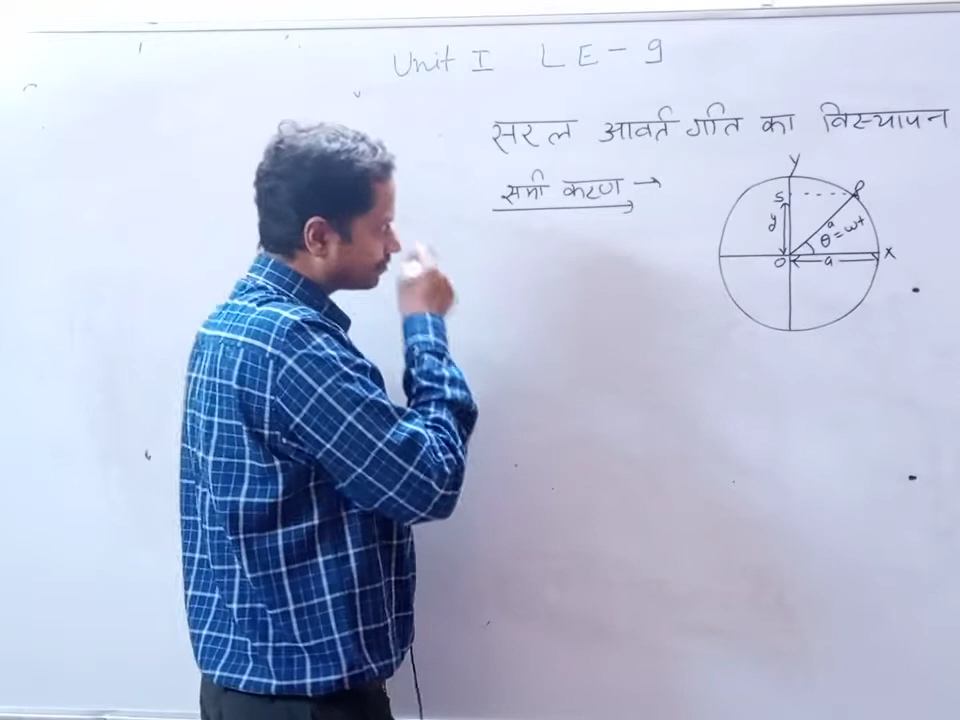 Unit I LE - 9
सरल आवर्त गति का विस्थापन
समी करण →
Y
S P
y a
θ = ωt
O a X